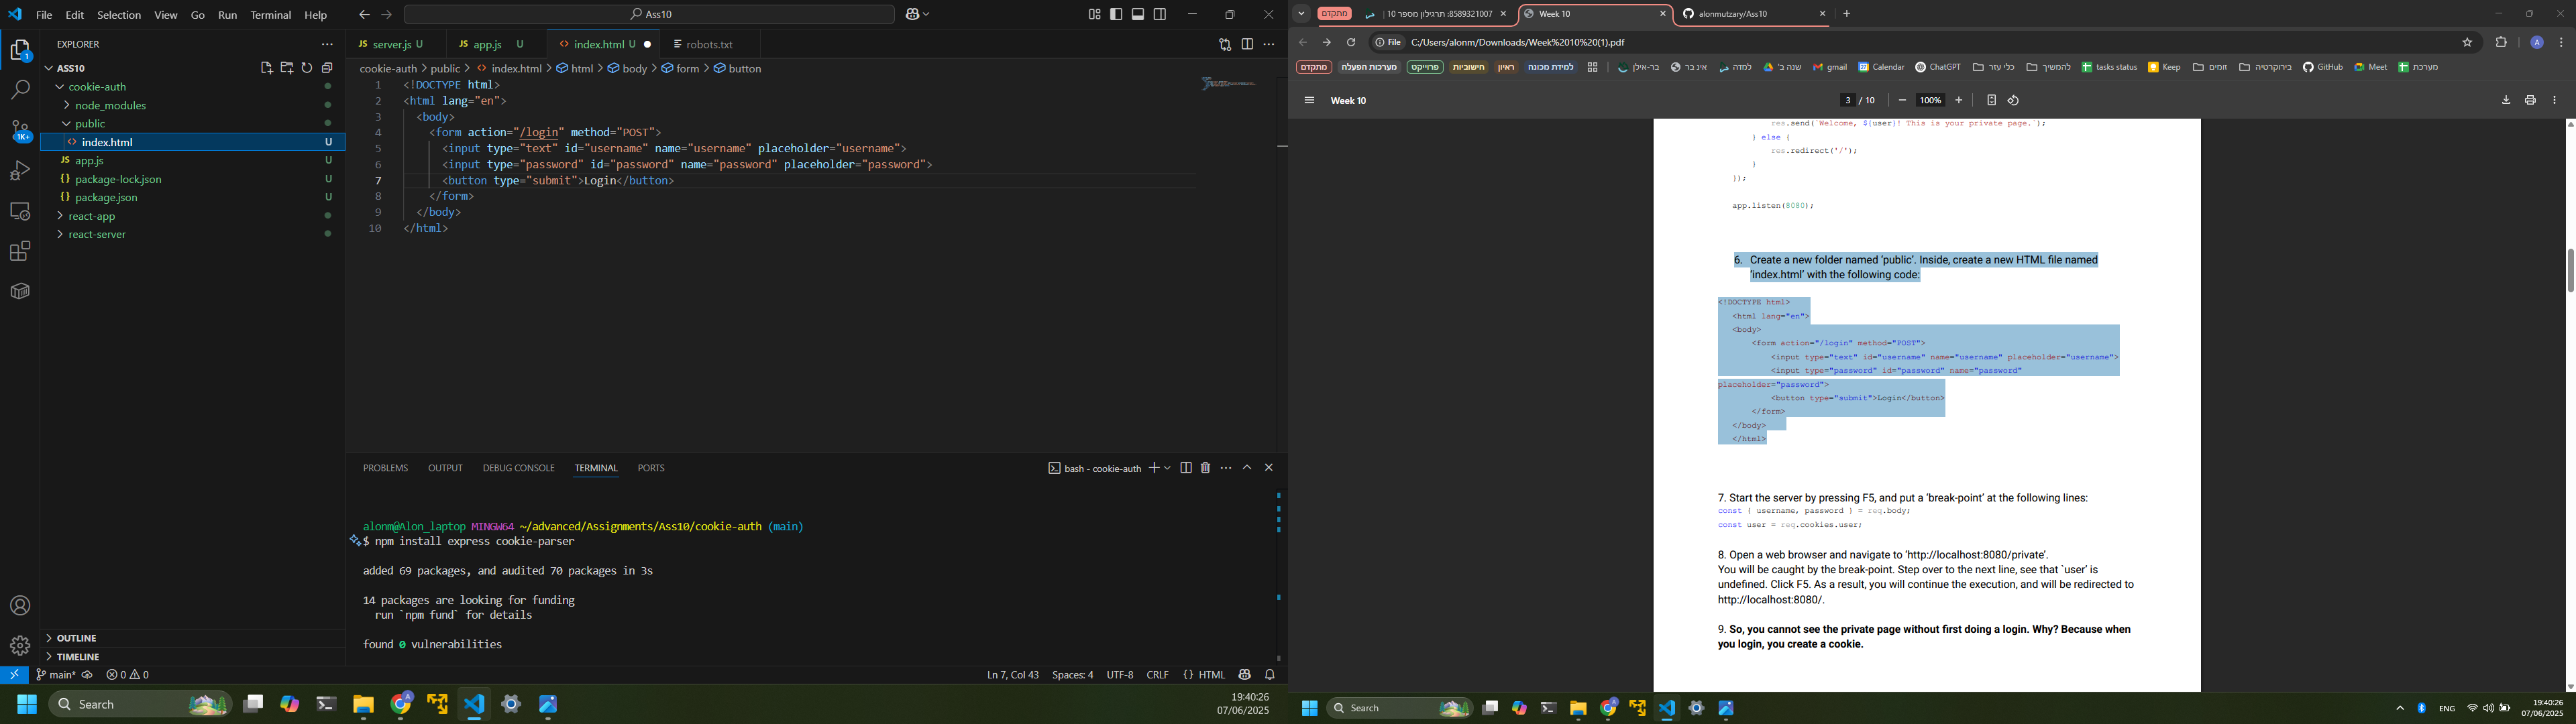 File Edit Selection View Go Run Terminal Help
Ass10
EXPLORER
ASS10
cookie-auth
node_modules
public
index.html U
app.js U
package-lock.json U
package.json U
react-app
react-server
OUTLINE
TIMELINE
server.js U app.js U index.html U robots.txt
cookie-auth > public > index.html > html > body > form > button
1 <!DOCTYPE html>
2 <html lang="en">
3 <body>
4 <form action="/login" method="POST">
5 <input type="text" id="username" name="username" placeholder="username">
6 <input type="password" id="password" name="password" placeholder="password">
7 <button type="submit">Login</button>
8 </form>
9 </body>
10 </html>
PROBLEMS OUTPUT DEBUG CONSOLE TERMINAL PORTS
bash - cookie-auth
alonm@Alon_laptop MINGW64 ~/advanced/Assignments/Ass10/cookie-auth (main)
$ npm install express cookie-parser
added 69 packages, and audited 70 packages in 3s
14 packages are looking for funding
run `npm fund` for details
found 0 vulnerabilities
main* 0 0 Ln 7, Col 43 Spaces: 4 UTF-8 CRLF HTML
Search
19:40:26
07/06/2025
מתקדם
8589321007: תרגילון מספר 10 |
Week 10
alonmutzary/Ass10
File C:/Users/alonm/Downloads/Week%2010%20(1).pdf
מתקדם מערכות הפעלה פרוייקט חישוביות ראיון למידת מכונה בר-אילן אינ בר למדה שנה ב' gmail Calendar ChatGPT כלי עזר להמשיך tasks status Keep זומים בירוקרטיה GitHub Meet מערכת
Week 10 3 / 10 100%
res.send(`Welcome, ${user}! This is your private page.`);
} else {
res.redirect('/');
}
});
app.listen(8080);
6. Create a new folder named ‘public’. Inside, create a new HTML file named
‘index.html’ with the following code:
<!DOCTYPE html>
<html lang="en">
<body>
<form action="/login" method="POST">
<input type="text" id="username" name="username" placeholder="username">
<input type="password" id="password" name="password"
placeholder="password">
<button type="submit">Login</button>
</form>
</body>
</html>
7. Start the server by pressing F5, and put a ‘break-point’ at the following lines:
const { username, password } = req.body;
const user = req.cookies.user;
8. Open a web browser and navigate to ‘http://localhost:8080/private’.
You will be caught by the break-point. Step over to the next line, see that `user’ is
undefined. Click F5. As a result, you will continue the execution, and will be redirected to
http://localhost:8080/.
9. So, you cannot see the private page without first doing a login. Why? Because when
you login, you create a cookie.
Search
ENG
19:40:26
07/06/2025